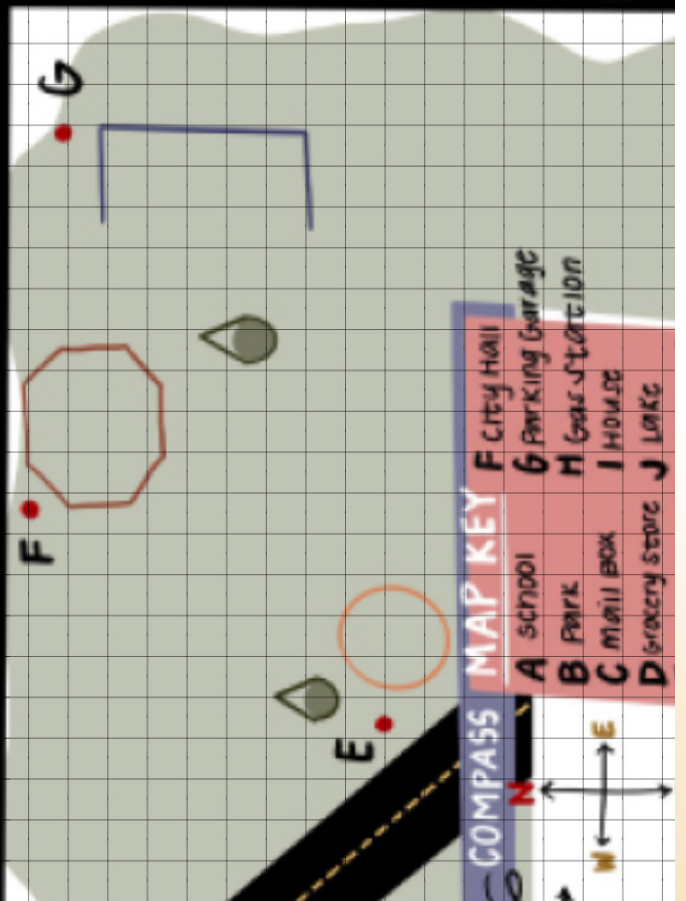 F
G
E
COMPASS
N
W E
MAP KEY
A school
B Park
C Mail Box
D Grocery store
F City Hall
G Parking Garage
H Gas Station
I House
J Lake